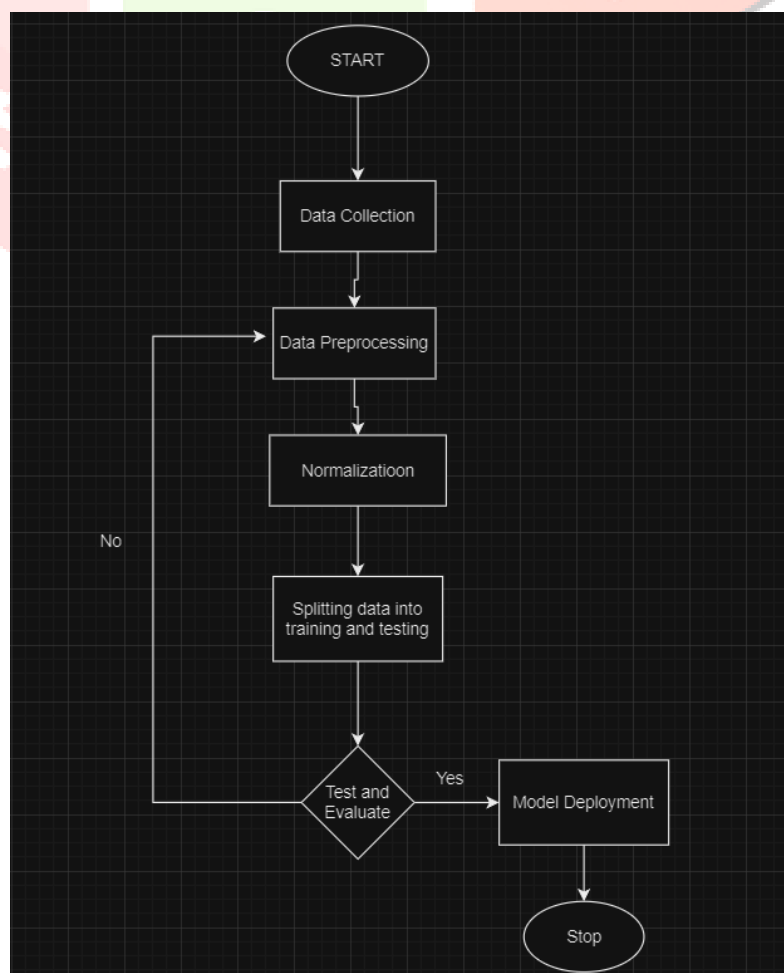 START
Data Collection
Data Preprocessing
Normalizatioon
No
Splitting data into
training and testing
Test and
Evaluate
Yes
Model Deployment
Stop